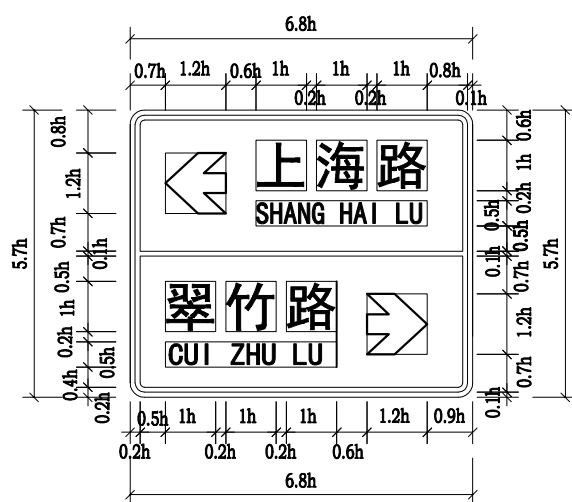 6.8h
0.7h 1.2h 0.6h 1h 1h 1h 0.8h
0.2h 0.2h 0.1h
5.7h
0.8h
1.2h
0.7h
0.1h
0.5h
1h
0.2h
0.5h
0.4h
0.2h
上海路
SHANG HAI LU
翠竹路
CUI ZHU LU
0.6h
1h
0.2h
0.5h
0.5h
0.1h
0.7h
1.2h
0.7h
0.1h
5.7h
0.5h 1h 1h 1h 1.2h 0.9h
0.2h 0.2h 0.2h 0.6h
6.8h